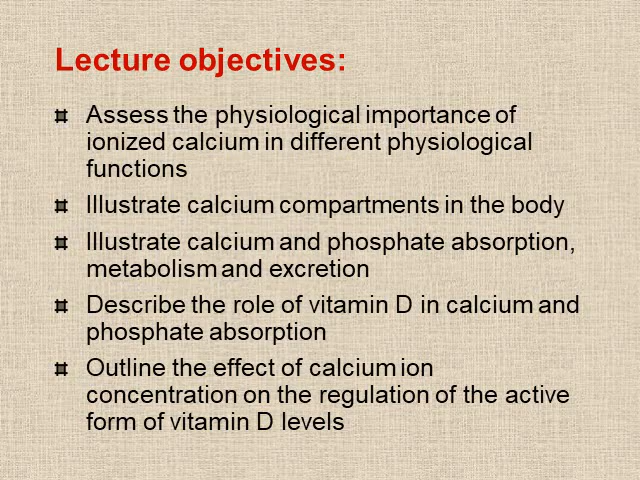 Lecture objectives:
Assess the physiological importance of
ionized calcium in different physiological
functions
Illustrate calcium compartments in the body
Illustrate calcium and phosphate absorption,
metabolism and excretion
Describe the role of vitamin D in calcium and
phosphate absorption
Outline the effect of calcium ion
concentration on the regulation of the active
form of vitamin D levels